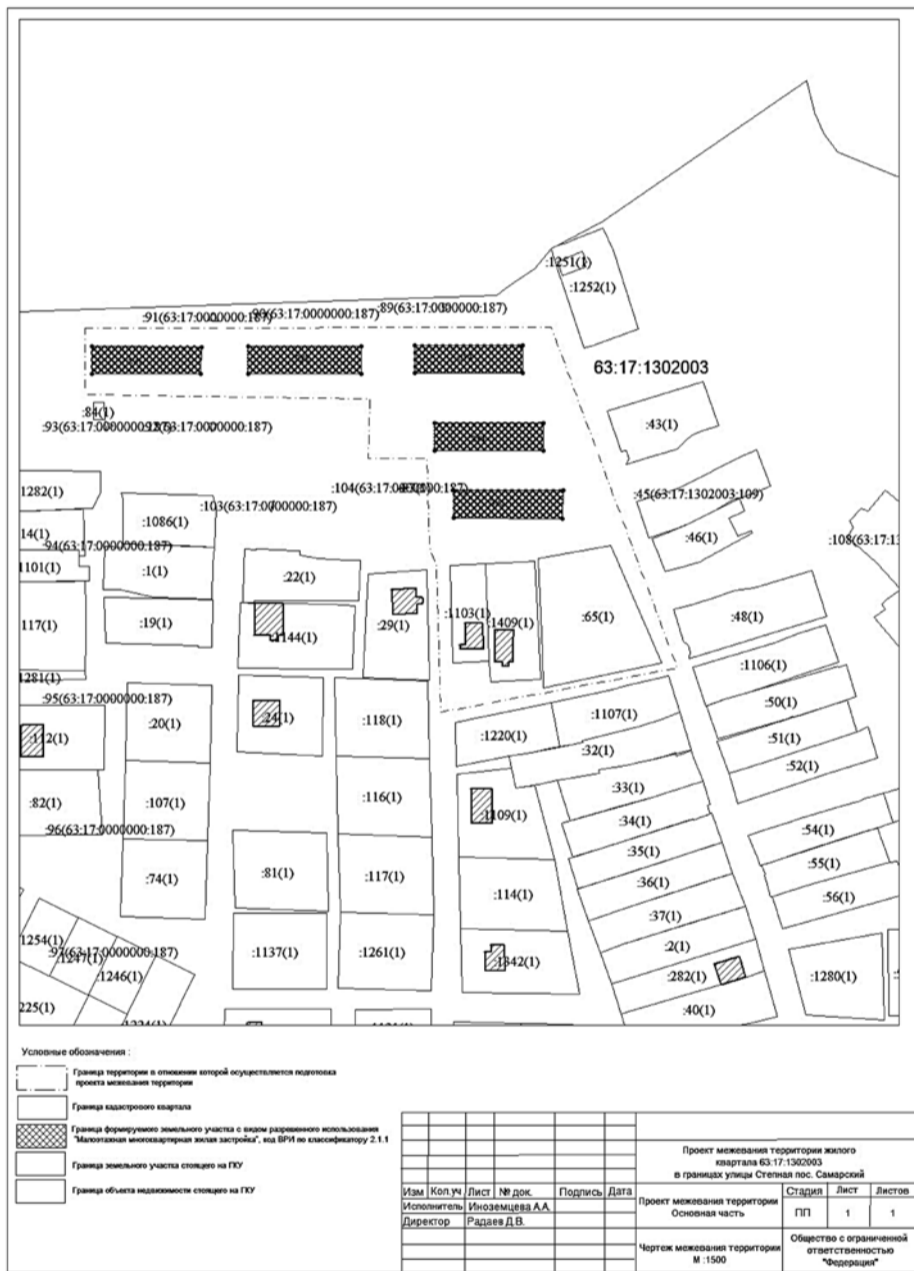 :1251(1)
:1252(1)
:91(63:17:0000000:187)
:89(63:17:0000000:187)
63:17:1302003
:84(1)
:43(1)
:93(63:17:0000000:187)
1282(1)
:45(63:17:1302003:109)
:103(63:17:0000000:187)
:1086(1)
14(1)
:46(1)
:94(63:17:0000000:187)
1101(1)
:1(1)
:22(1)
:1103(1)
:1409(1)
:65(1)
:48(1)
117(1)
:19(1)
:29(1)
:1106(1)
1281(1)
:95(63:17:0000000:187)
:20(1)
:24(1)
:118(1)
:1107(1)
:50(1)
:1220(1)
:32(1)
:51(1)
:52(1)
:82(1)
:107(1)
:116(1)
:33(1)
:1109(1)
:34(1)
:54(1)
:96(63:17:0000000:187)
:35(1)
:55(1)
:74(1)
:81(1)
:117(1)
:36(1)
:56(1)
:114(1)
:37(1)
1254(1)
:97(63:17:0000000:187)
:1247(1)
:1246(1)
:1137(1)
:1261(1)
:1342(1)
:2(1)
:282(1)
:1280(1)
225(1)
:40(1)
Условные обозначения :
Граница территории в отношении которой осуществляется подготовка
проекта межевания территории
Граница кадастрового квартала
Граница формируемого земельного участка с видом разрешенного использования
"Малоэтажная многоквартирная жилая застройка", код ВРИ по классификатору 2.1.1
Граница земельного участка стоящего на ГКУ
Граница объекта недвижимости стоящего на ГКУ
Проект межевания территории жилого
квартала 63:17:1302003
в границах улицы Степная пос. Самарский
Изм Кол.уч Лист № док. Подпись Дата
Исполнитель Иноземцева А.А.
Директор Радаев Д.В.
Проект межевания территории
Основная часть
Стадия Лист Листов
ПП 1 1
Чертеж межевания территории
М :1500
Общество с ограниченной
ответственностью
"Федерация"